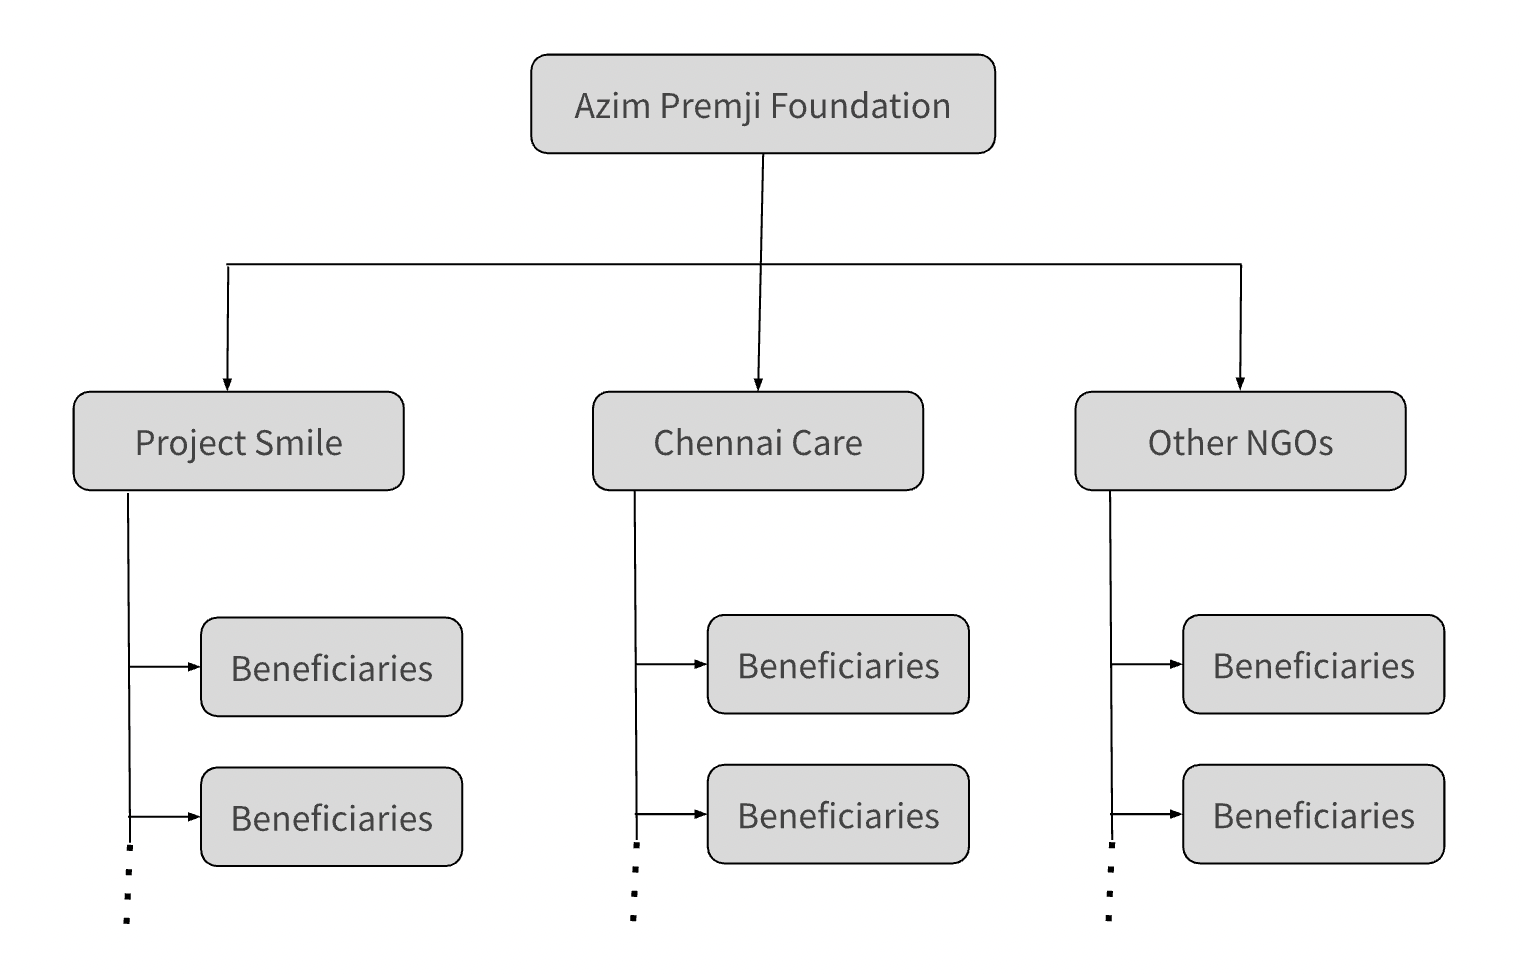 Azim Premji Foundation
Project Smile
Chennai Care
Other NGOs
Beneficiaries
Beneficiaries
Beneficiaries
Beneficiaries
Beneficiaries
Beneficiaries